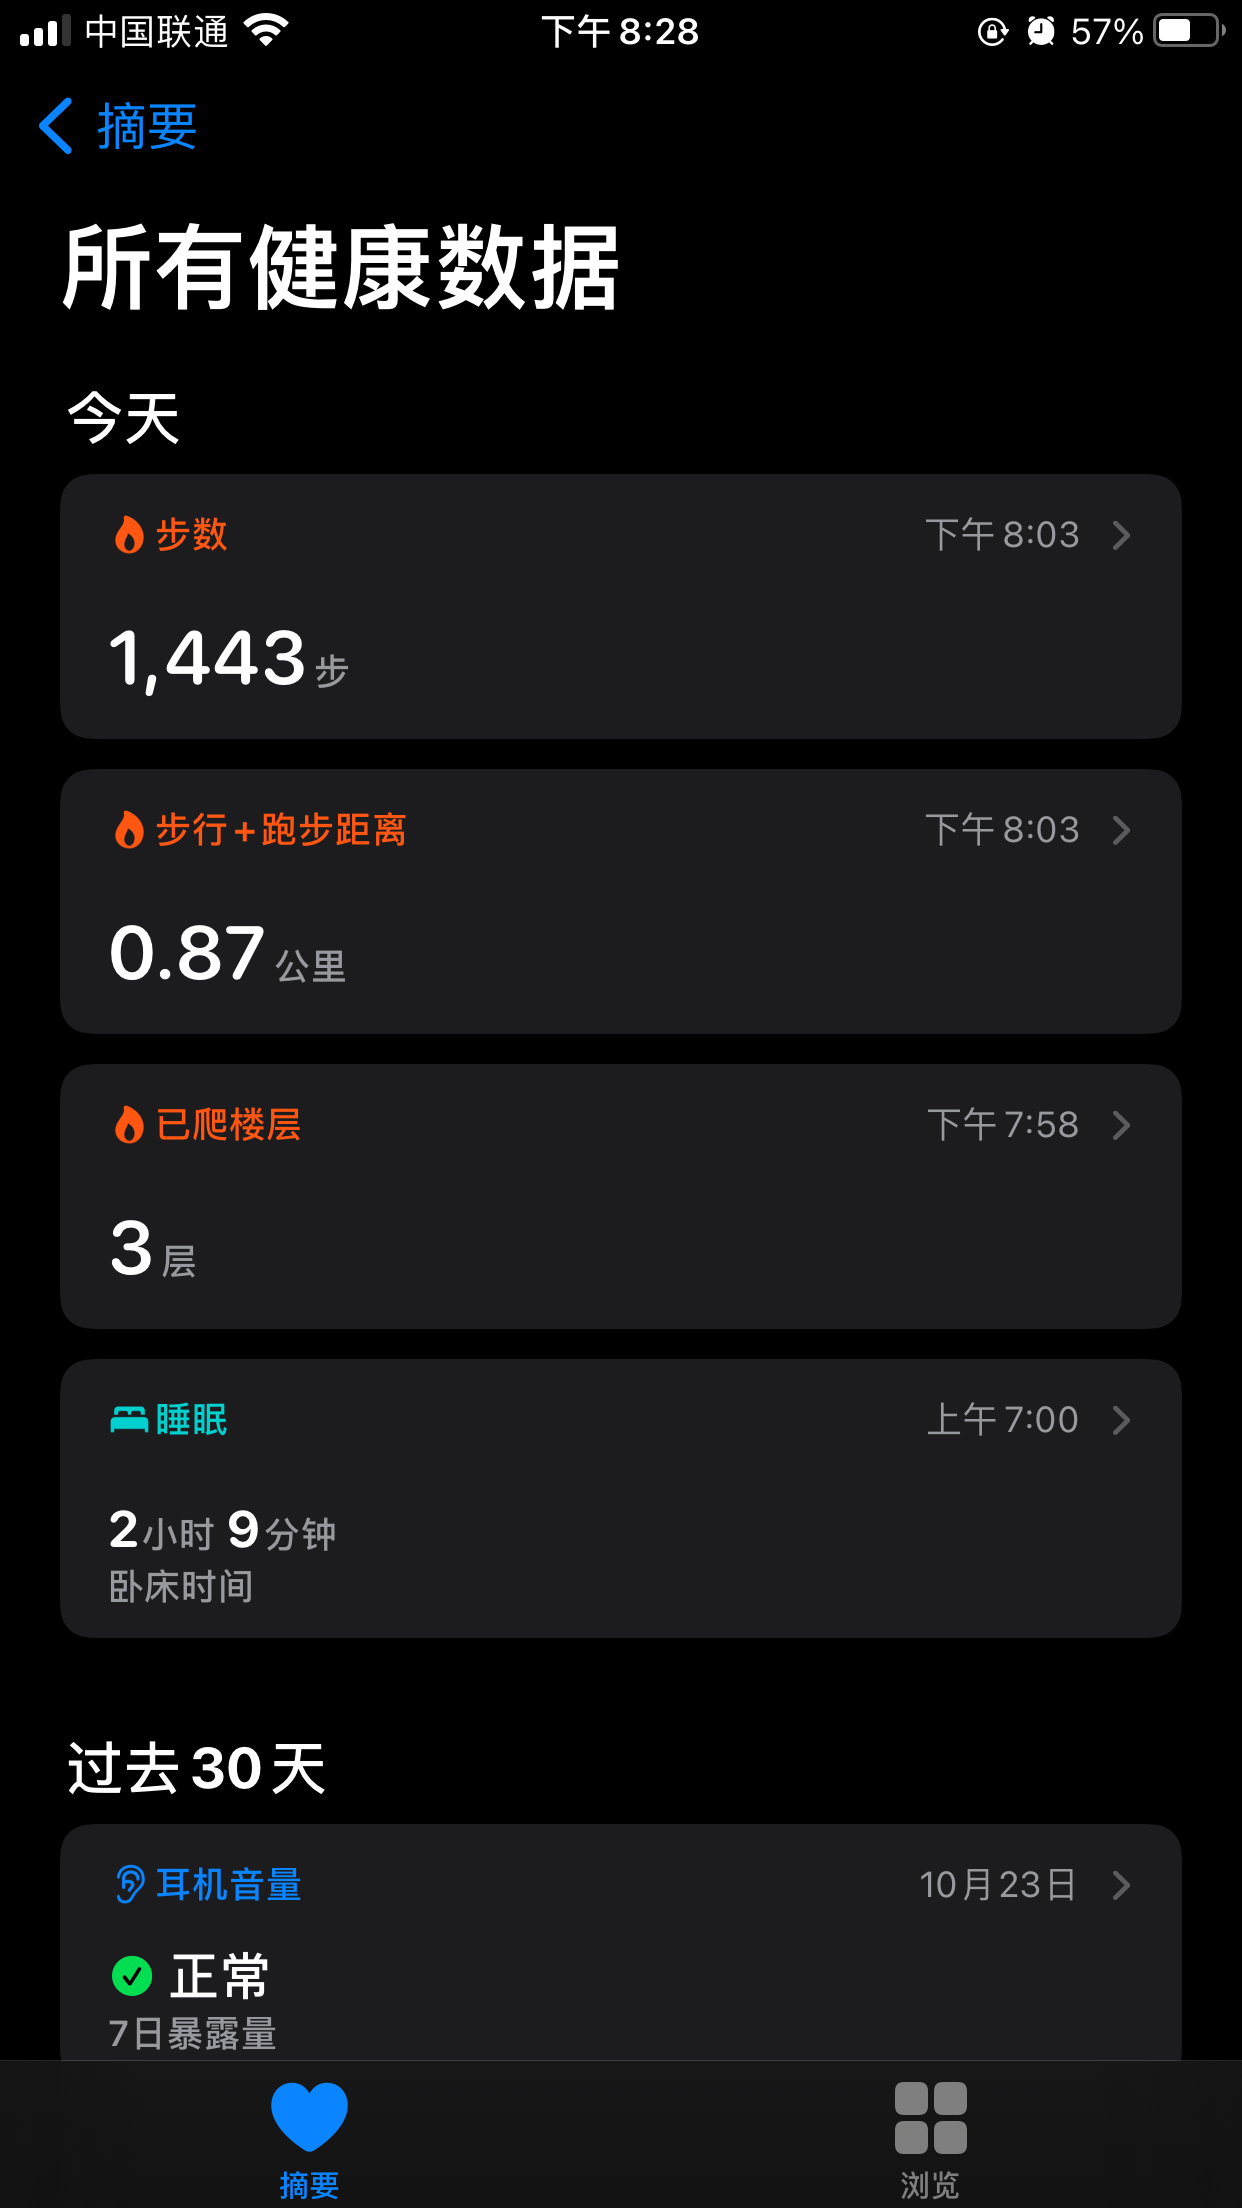 中国联通 下午 8:28 57%
摘要
所有健康数据
今天
步数 下午 8:03
1,443 步
步行+跑步距离 下午 8:03
0.87 公里
已爬楼层 下午 7:58
3 层
睡眠 上午 7:00
2小时 9分钟
卧床时间
过去 30 天
耳机音量 10月23日
正常
7日暴露量
摘要 浏览